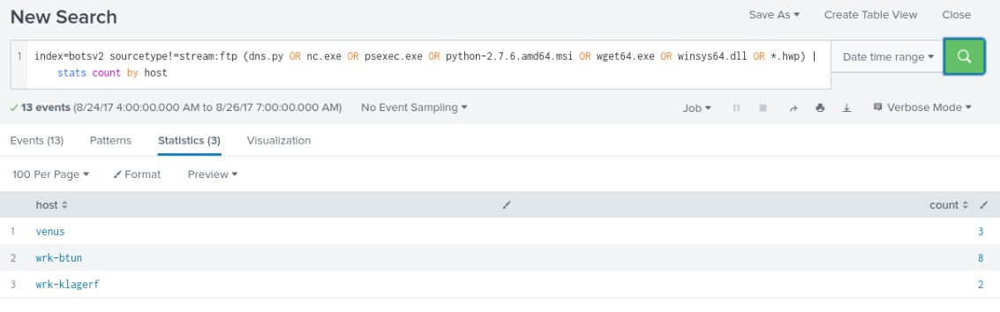 New Search
Save As
Create Table View
Close
1
index=botsv2 sourcetype!=stream:ftp (dns.py OR nc.exe OR psexec.exe OR python-2.7.6.amd64.msi OR wget64.exe OR winsys64.dll OR *.hwp) |
stats count by host
Date time range
13 events (8/24/17 4:00:00.000 AM to 8/26/17 7:00:00.000 AM)
No Event Sampling
Job
Verbose Mode
Events (13)
Patterns
Statistics (3)
Visualization
100 Per Page
Format
Preview
host
count
1 venus 3
2 wrk-btun 8
3 wrk-klagerf 2